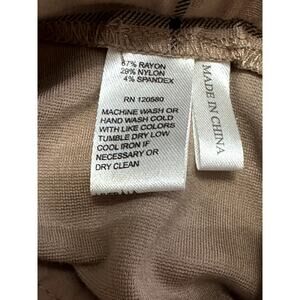 67% RAYON
29% NYLON
4% SPANDEX
RN 120580
MACHINE WASH OR
HAND WASH COLD
WITH LIKE COLORS
TUMBLE DRY LOW
COOL IRON IF
NECESSARY OR
DRY CLEAN
MADE IN CHINA